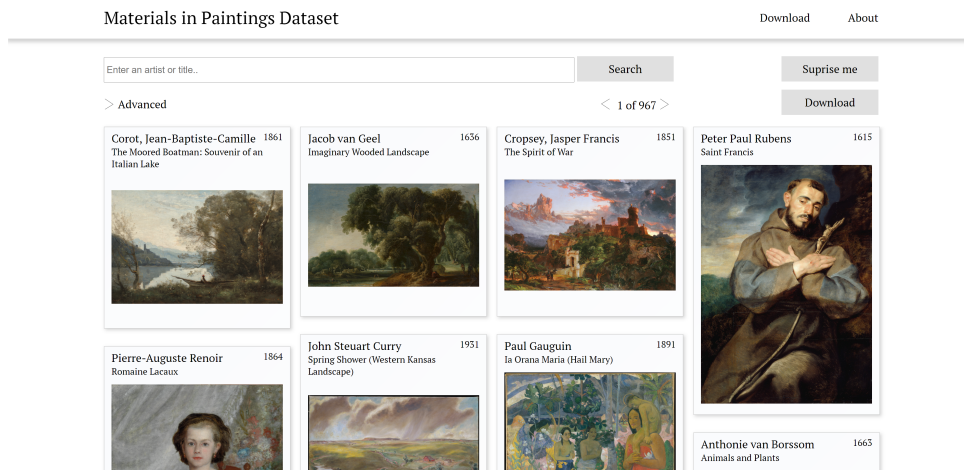 Materials in Paintings Dataset
Download About
Enter an artist or title..
Search
Suprise me
Advanced
1 of 967
Download
Corot, Jean-Baptiste-Camille 1861
The Moored Boatman: Souvenir of an
Italian Lake
Jacob van Geel 1636
Imaginary Wooded Landscape
Cropsey, Jasper Francis 1851
The Spirit of War
Peter Paul Rubens 1615
Saint Francis
Pierre-Auguste Renoir 1864
Romaine Lacaux
John Steuart Curry 1931
Spring Shower (Western Kansas
Landscape)
Paul Gauguin 1891
Ia Orana Maria (Hail Mary)
Anthonie van Borssom 1663
Animals and Plants